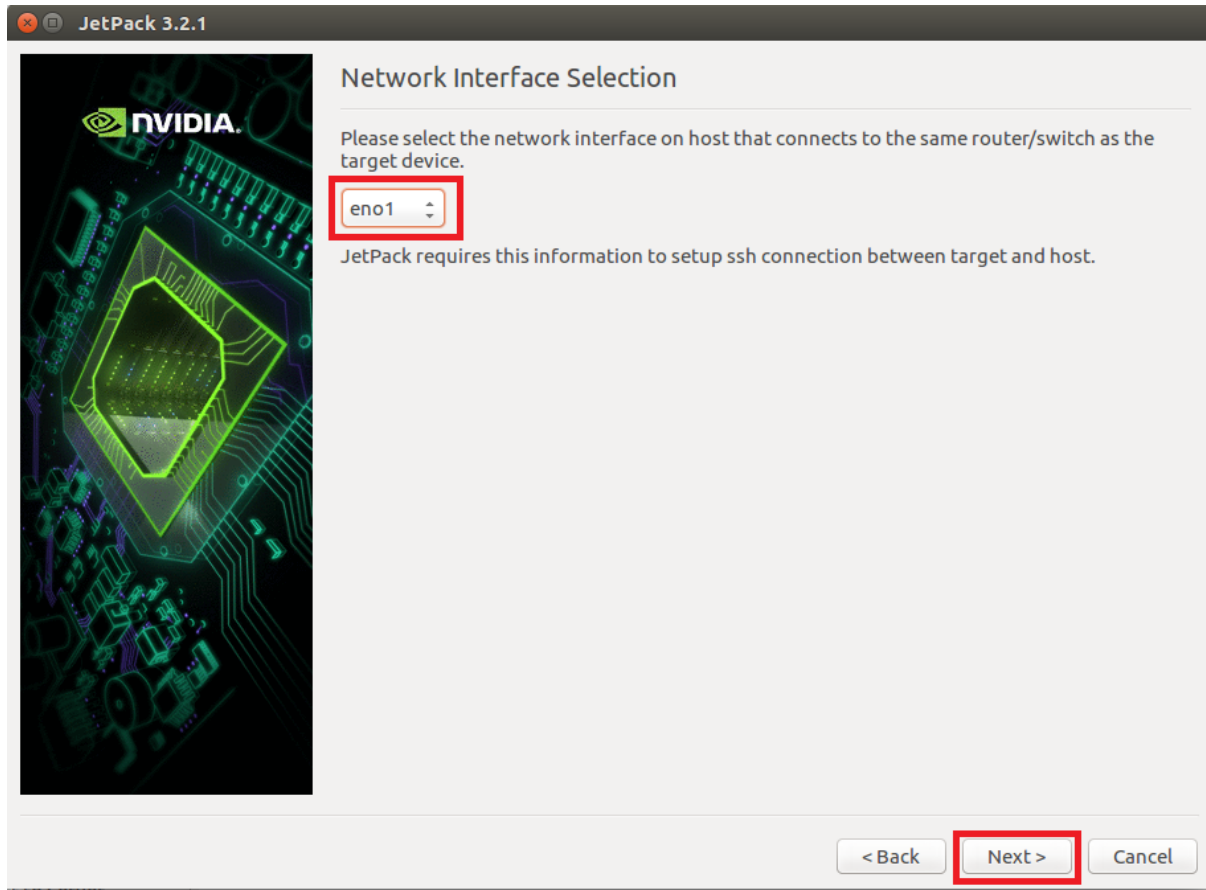 JetPack 3.2.1
NVIDIA.
Network Interface Selection
Please select the network interface on host that connects to the same router/switch as the
target device.
eno1
JetPack requires this information to setup ssh connection between target and host.
< Back
Next >
Cancel